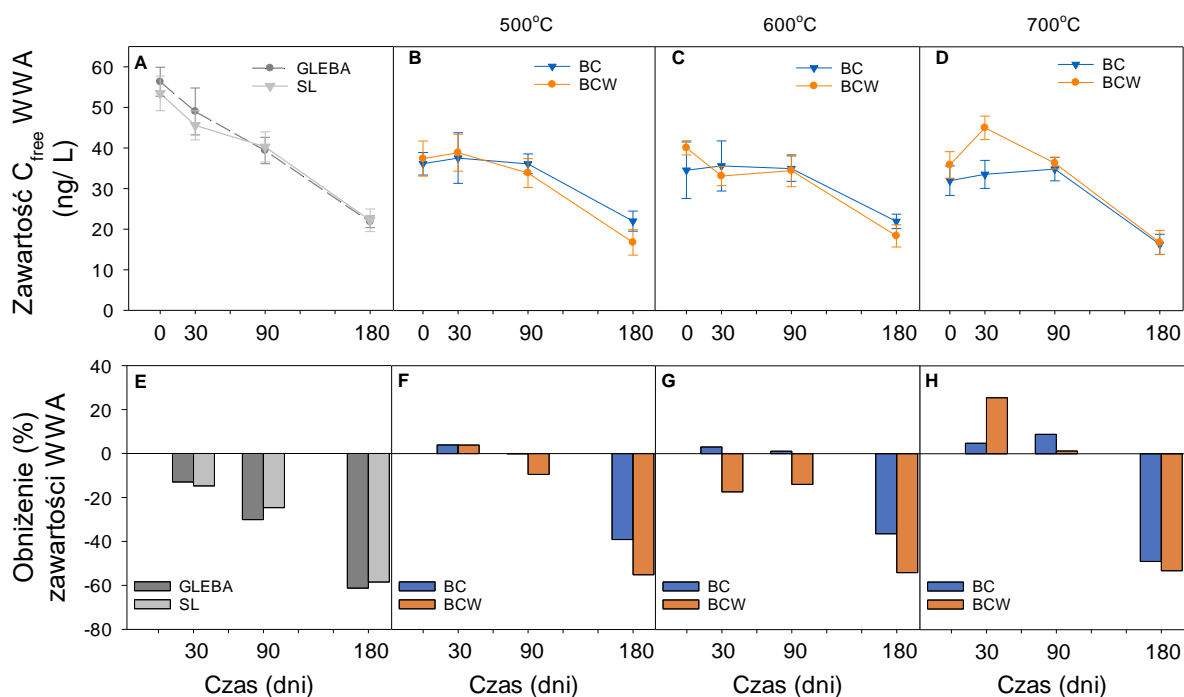 500°C
600°C
700°C
Zawartość C_free WWA
(ng/ L)
60
50
40
30
20
10
0
A
GLEBA
SL
B
BC
BCW
C
BC
BCW
D
BC
BCW
0 30 90 180
0 30 90 180
0 30 90 180
0 30 90 180
Obniżenie (%)
zawartości WWA
40
20
0
-20
-40
-60
-80
E
GLEBA
SL
F
BC
BCW
G
BC
BCW
H
BC
BCW
30 90 180
30 90 180
30 90 180
30 90 180
Czas (dni)
Czas (dni)
Czas (dni)
Czas (dni)